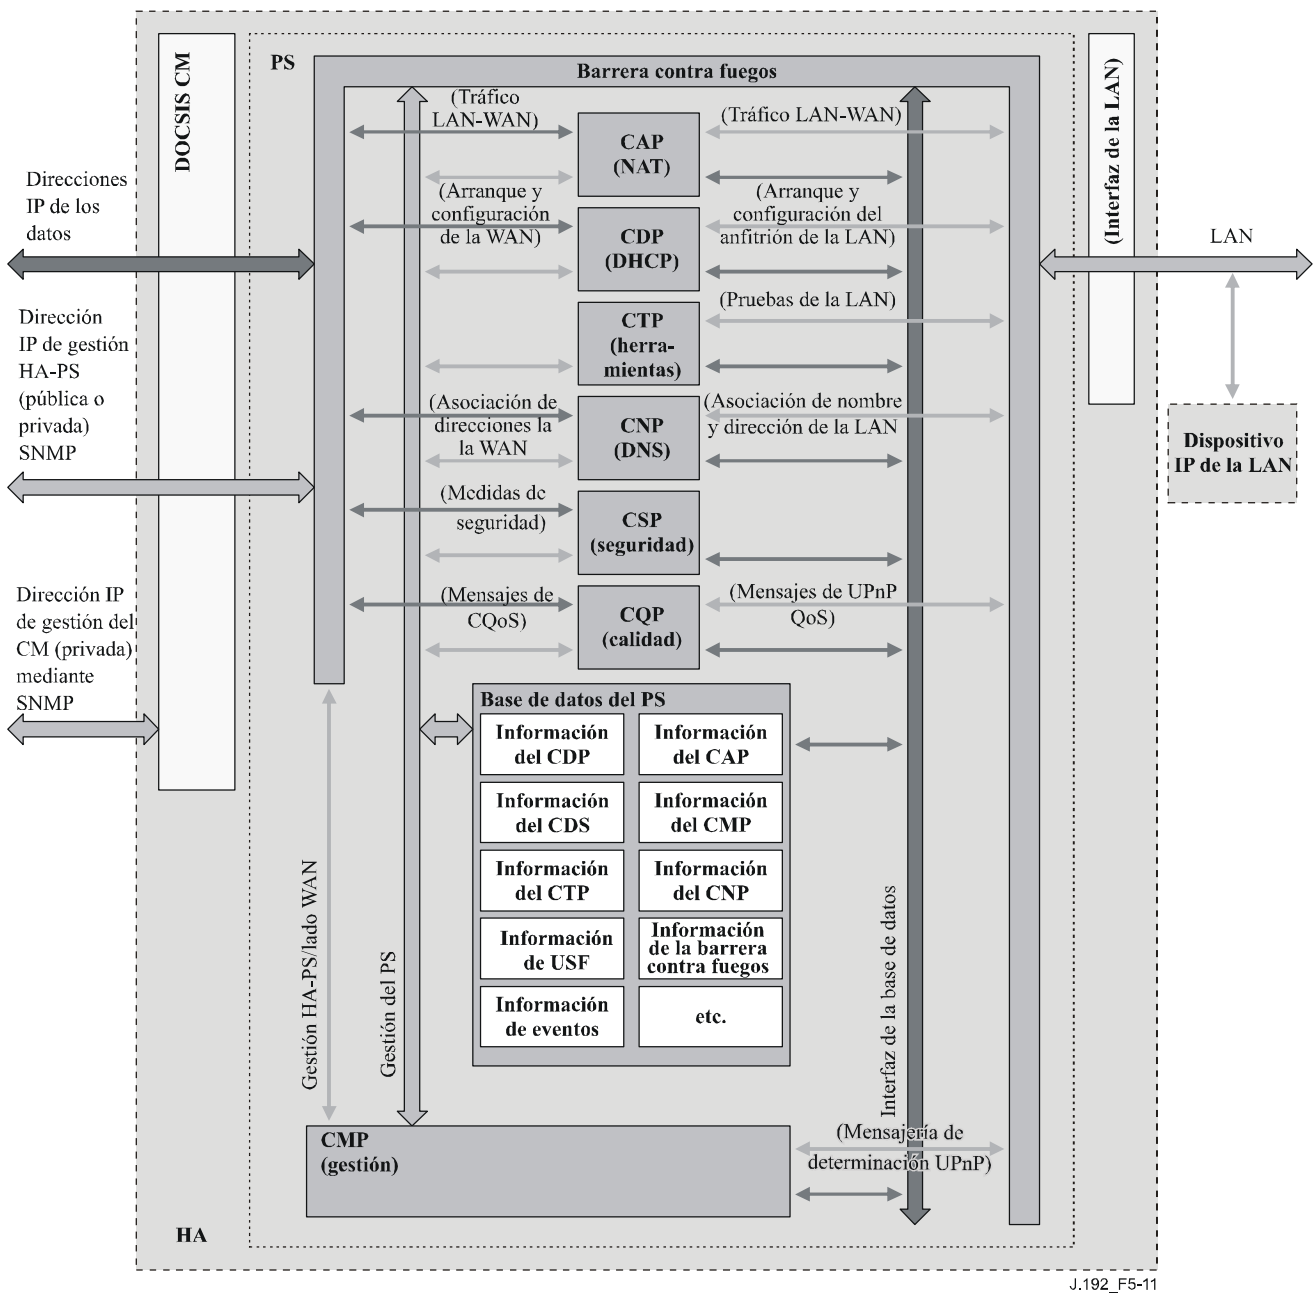 PS
Barrera contra fuegos
DOCSIS CM
(Interfaz de la LAN)
(Tráfico
LAN-WAN)
CAP
(NAT)
(Tráfico LAN-WAN)
Direcciones
IP de los
datos
(Arranque y
configuración
de la WAN)
CDP
(DHCP)
(Arranque y
configuración del
anfitrión de la LAN)
LAN
Dirección
IP de gestión
HA-PS
(pública o
privada)
SNMP
CTP
(herra-
mientas)
(Pruebas de la LAN)
(Asociación de
direcciones la
la WAN
CNP
(DNS)
(Asociación de nombre
y dirección de la LAN
Dispositivo
IP de la LAN
(Medidas de
seguridad)
CSP
(seguridad)
Dirección IP
de gestión del
CM (privada)
mediante
SNMP
(Mensajes de
CQoS)
CQP
(calidad)
(Mensajes de UPnP
QoS)
Base de datos del PS
Información
del CDP
Información
del CAP
Información
del CDS
Información
del CMP
Información
del CTP
Información
del CNP
Información
de USF
Información
de la barrera
contra fuegos
Información
de eventos
etc.
Gestión HA-PS/lado WAN
Gestión del PS
Interfaz de la base de datos
CMP
(gestión)
(Mensajería de
determinación UPnP)
HA
J.192_F5-11